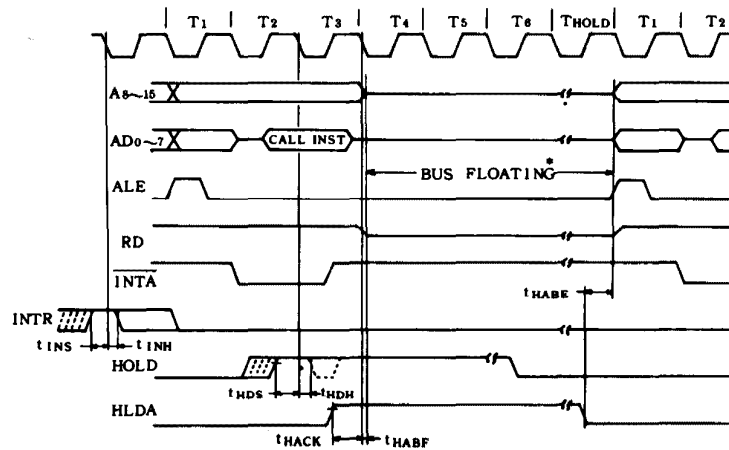 T1 T2 T3 T4 T5 T6 THOLD T1 T2
A8~15
AD0~7 CALL INST
BUS FLOATING*
ALE
RD
INTA
tHABE
INTR
tINS tINH
HOLD
tHDS tHDH
HLDA
tHACK tHABF